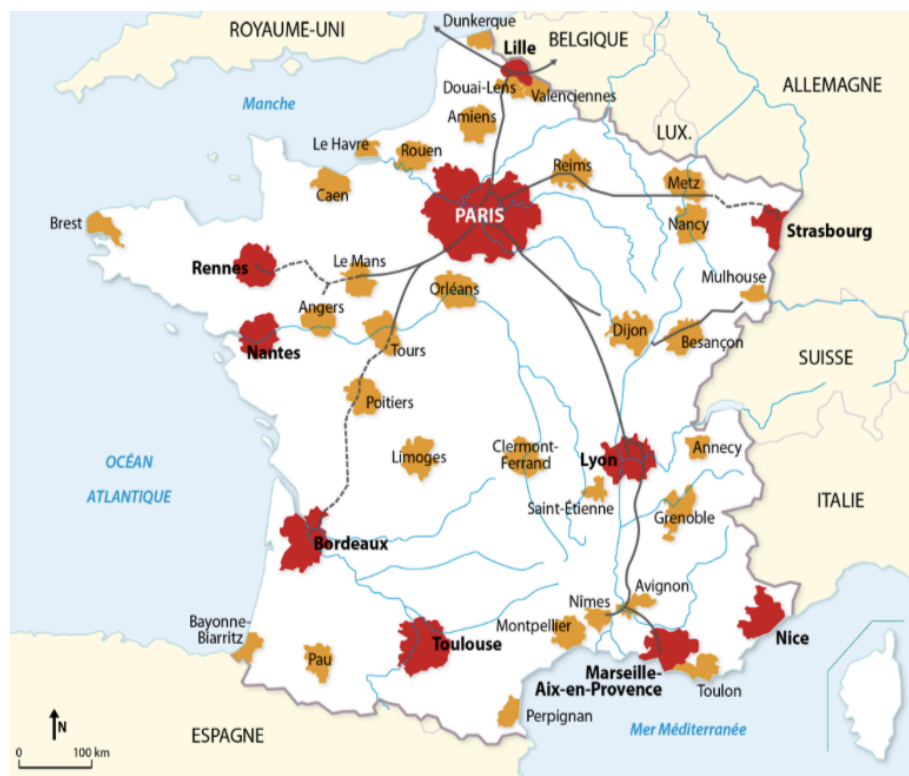 Dunkerque
ROYAUME-UNI
BELGIQUE
Lille
ALLEMAGNE
Douai-Lens
Valenciennes
Manche
Amiens
LUX.
Le Havre
Rouen
Reims
Caen
Metz
PARIS
Brest
Nancy
Strasbourg
Rennes
Le Mans
Mulhouse
Orléans
Angers
Dijon
Besançon
Nantes
Tours
SUISSE
Poitiers
OCÉAN
ATLANTIQUE
Limoges
Clermont-
Ferrand
Lyon
Annecy
ITALIE
Saint-Étienne
Grenoble
Bordeaux
Avignon
Nîmes
Bayonne-
Biarritz
Montpellier
Toulouse
Nice
Pau
Marseille-
Aix-en-Provence
Toulon
Perpignan
N
ESPAGNE
Mer Méditerranée
0 100 km